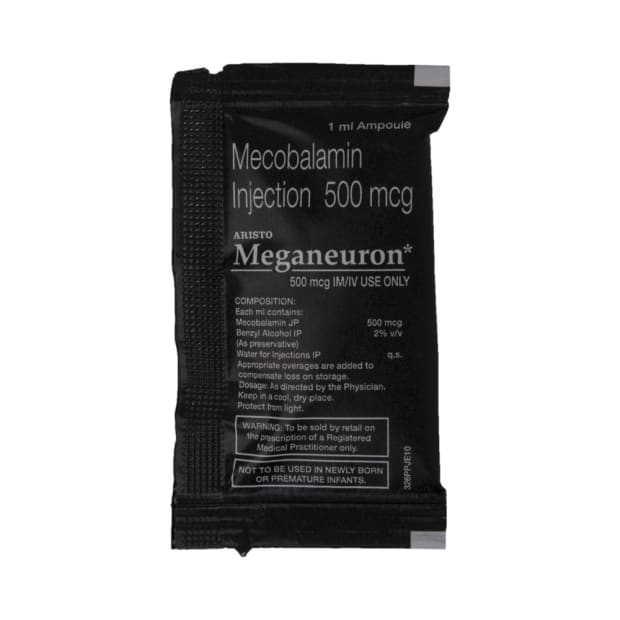 1 ml Ampoule
Mecobalamin
Injection 500 mcg
ARISTO
Meganeuron*
500 mcg IM/IV USE ONLY
COMPOSITION:
Each ml contains:
Mecobalamin JP 500 mcg
Benzyl Alcohol IP 2% v/v
(As preservative)
Water for Injections IP q.s.
Appropriate overages are added to
compensate loss on storage.
Dosage: As directed by the Physician.
Keep in a cool, dry place.
Protect from light.
WARNING: To be sold by retail on
the prescription of a Registered
Medical Practitioner only.
NOT TO BE USED IN NEWLY BORN
OR PREMATURE INFANTS.
326PPJE10